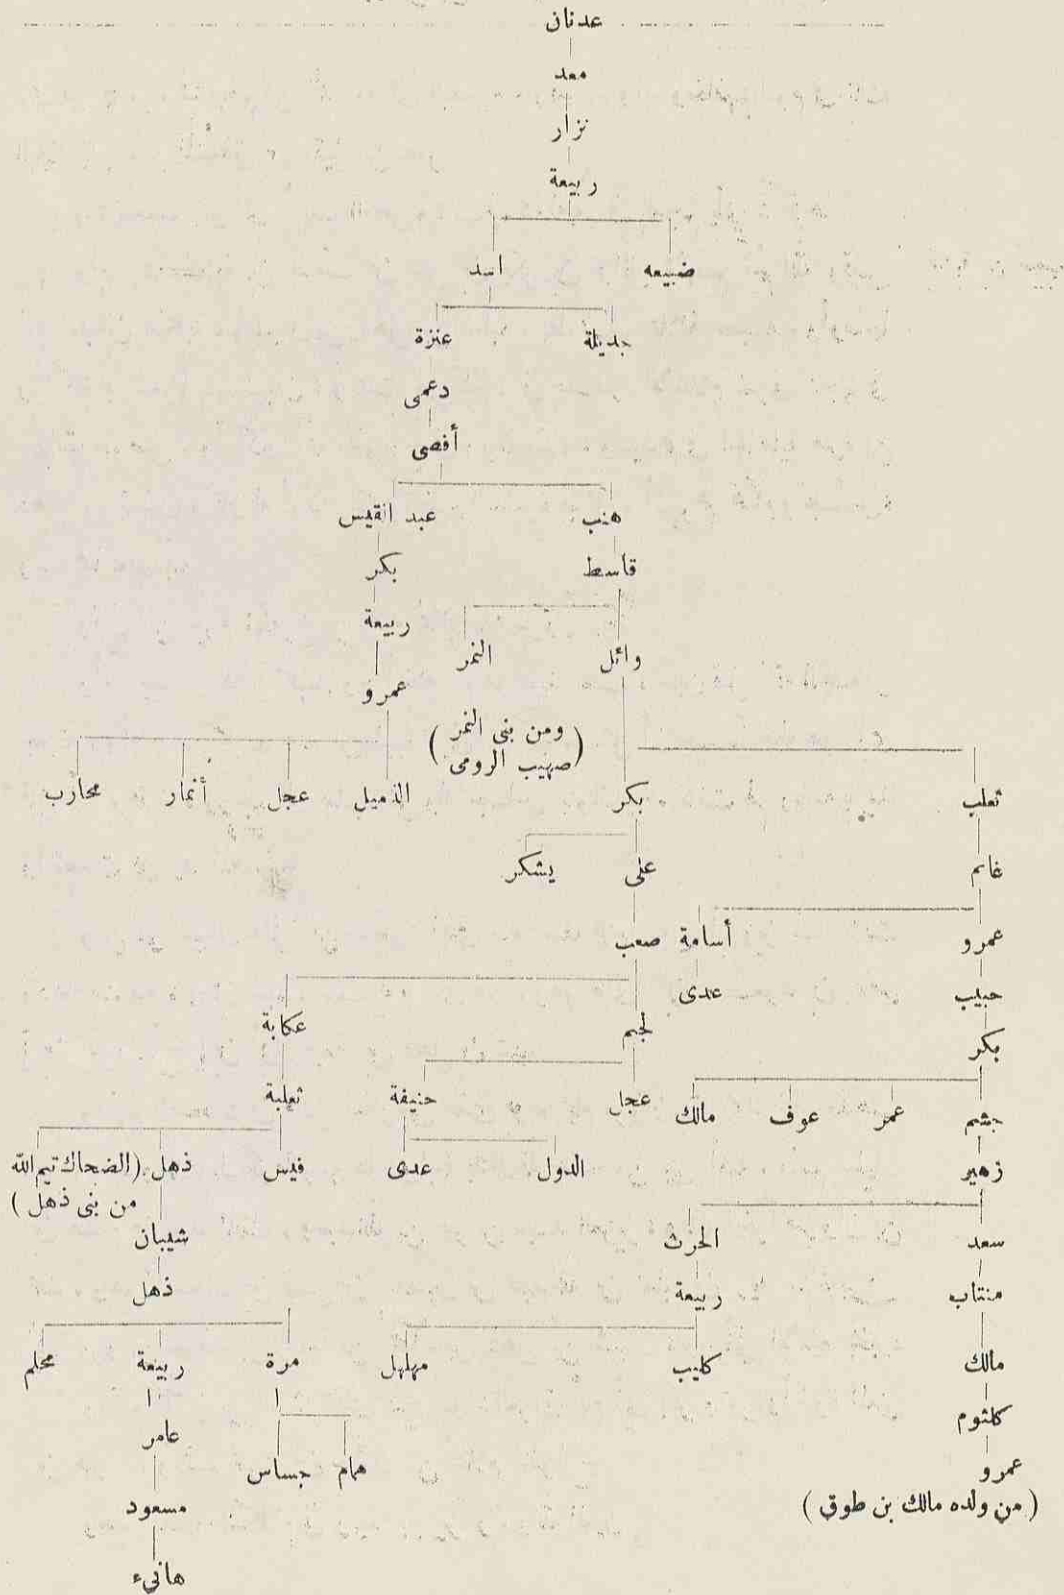 عدنان
معد
نزار
ربيعة
ضبيعه اسد
جديلة عنزة
دعمى
أفصى
هنب عبد القيس
قاسط بكر
ربيعة
وائل النمر
عمرو
(ومن بنى النمر
صهيب الرومى)
تعلب بكر الذميل عجل أنمار محارب
غانم على يشكر
عمرو أسامة صعب
حبيب عدى
لجيم عكابة
بكر
عجل حنيفة ثعلبة
جشم عمر عوف مالك
زهير الدول عدى قيس ذهل (الضحاك تيم الله
من بنى ذهل)
سعد الحرث شيبان
منتاب ربيعة ذهل
مالك كليب مهلهل مرة ربيعة محلم
كلثوم عامر
عمرو همام جساس
(من ولده مالك بن طوق) مسعود
هانىء